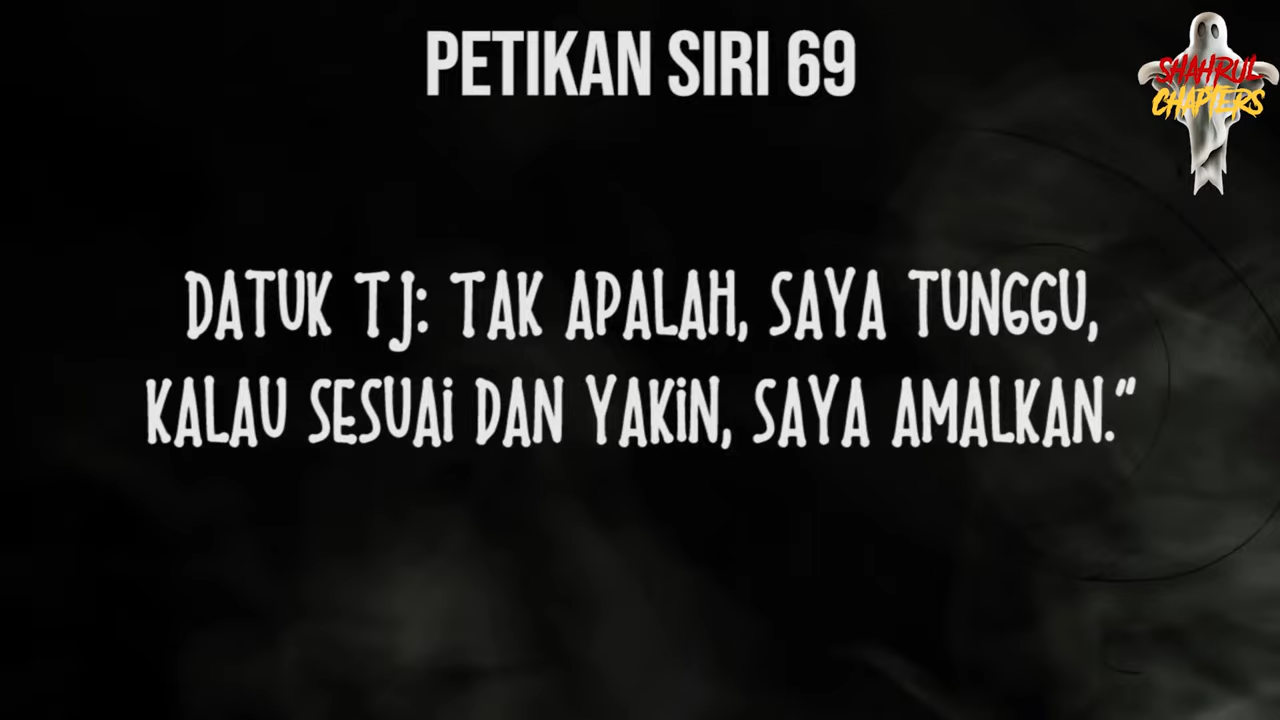 PETIKAN SIRI 69
SHAHRUL
CHAPTERS
DATUK TJ: TAK APALAH, SAYA TUNGGU,
KALAU SESUAi DAN YAKiN, SAYA AMALKAN."